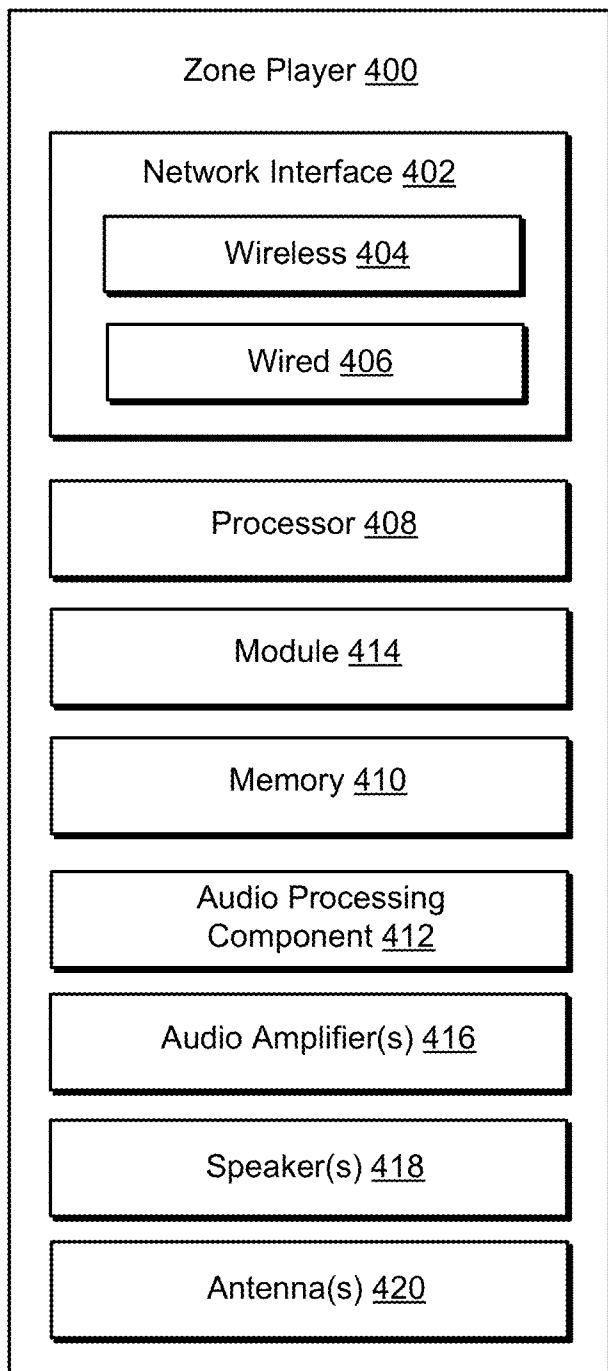 Zone Player 400
Network Interface 402
Wireless 404
Wired 406
Processor 408
Module 414
Memory 410
Audio Processing
Component 412
Audio Amplifier(s) 416
Speaker(s) 418
Antenna(s) 420